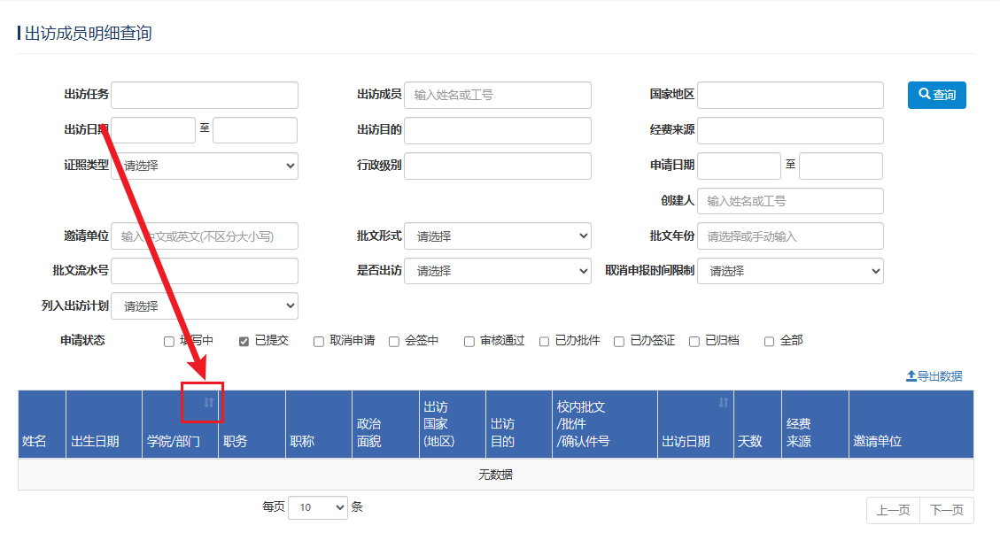 出访成员明细查询
出访任务
出访成员 输入姓名或工号
国家地区
查询
出访日期 至
出访目的
经费来源
证照类型 请选择
行政级别
申请日期 至
创建人 输入姓名或工号
邀请单位 输入中文或英文(不区分大小写)
批文形式 请选择
批文年份 请选择或手动输入
批文流水号
是否出访 请选择
取消申报时间限制 请选择
列入出访计划 请选择
申请状态 填写中 已提交 取消申请 会签中 审核通过 已办批件 已办签证 已归档 全部
导出数据
姓名
出生日期
学院/部门
职务
职称
政治
面貌
出访
国家
(地区)
出访
目的
校内批文
/批件
/确认件号
出访日期
天数
经费
来源
邀请单位
无数据
每页 10 条
上一页 下一页